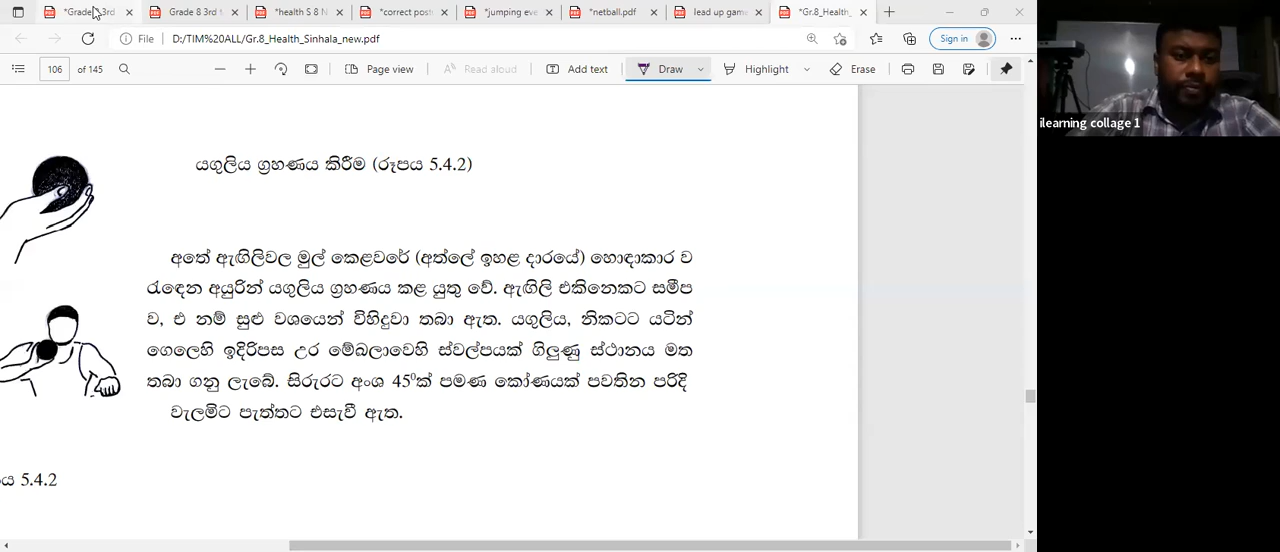 *Grade 3rd
Grade 8 3rd t
*health S 8 N
*correct post
*jumping eve
*netball.pdf
lead up gam
*Gr.8_Health_
File
D:/TIM%20ALL/Gr.8_Health_Sinhala_new.pdf
Sign in
106 of 145
Page view
Read aloud
Add text
Draw
Highlight
Erase
ilearning collage 1
යගුලිය ග්‍රහණය කිරීම (රූපය 5.4.2)
අතේ ඇඟිලිවල මුල් කෙළවරේ (අත්ලේ ඉහළ දාරයේ) හොඳාකාර ව
රැඳෙන අයුරින් යගුලිය ග්‍රහණය කළ යුතු වේ. ඇඟිලි එකිනෙකට සමීප
ව, එ නම් සුළු වශයෙන් විහිදුවා තබා ඇත. යගුලිය, නිකටට යටින්
ගෙලෙහි ඉදිරිපස උර මේඛලාවෙහි ස්වල්පයක් ගිලුණු ස්ථානය මත
තබා ගනු ලැබේ. සිරුරට අංශ 45⁰ක් පමණ කෝණයක් පවතින පරිදි
වැලමිට පැත්තට එසැවී ඇත.
ය 5.4.2